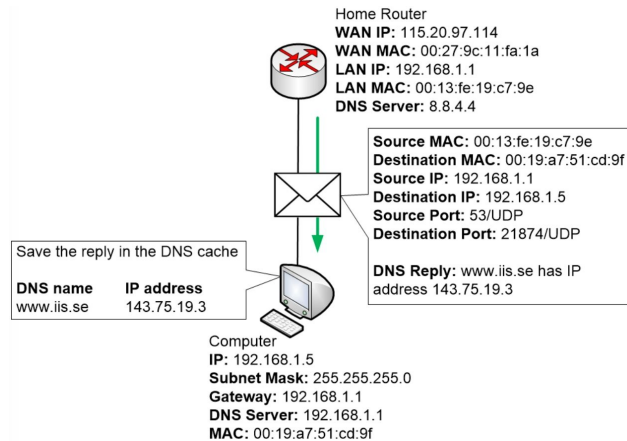 Home Router
WAN IP: 115.20.97.114
WAN MAC: 00:27:9c:11:fa:1a
LAN IP: 192.168.1.1
LAN MAC: 00:13:fe:19:c7:9e
DNS Server: 8.8.4.4
Source MAC: 00:13:fe:19:c7:9e
Destination MAC: 00:19:a7:51:cd:9f
Source IP: 192.168.1.1
Destination IP: 192.168.1.5
Source Port: 53/UDP
Destination Port: 21874/UDP
DNS Reply: www.iis.se has IP
address 143.75.19.3
Save the reply in the DNS cache
DNS name IP address
www.iis.se 143.75.19.3
Computer
IP: 192.168.1.5
Subnet Mask: 255.255.255.0
Gateway: 192.168.1.1
DNS Server: 192.168.1.1
MAC: 00:19:a7:51:cd:9f